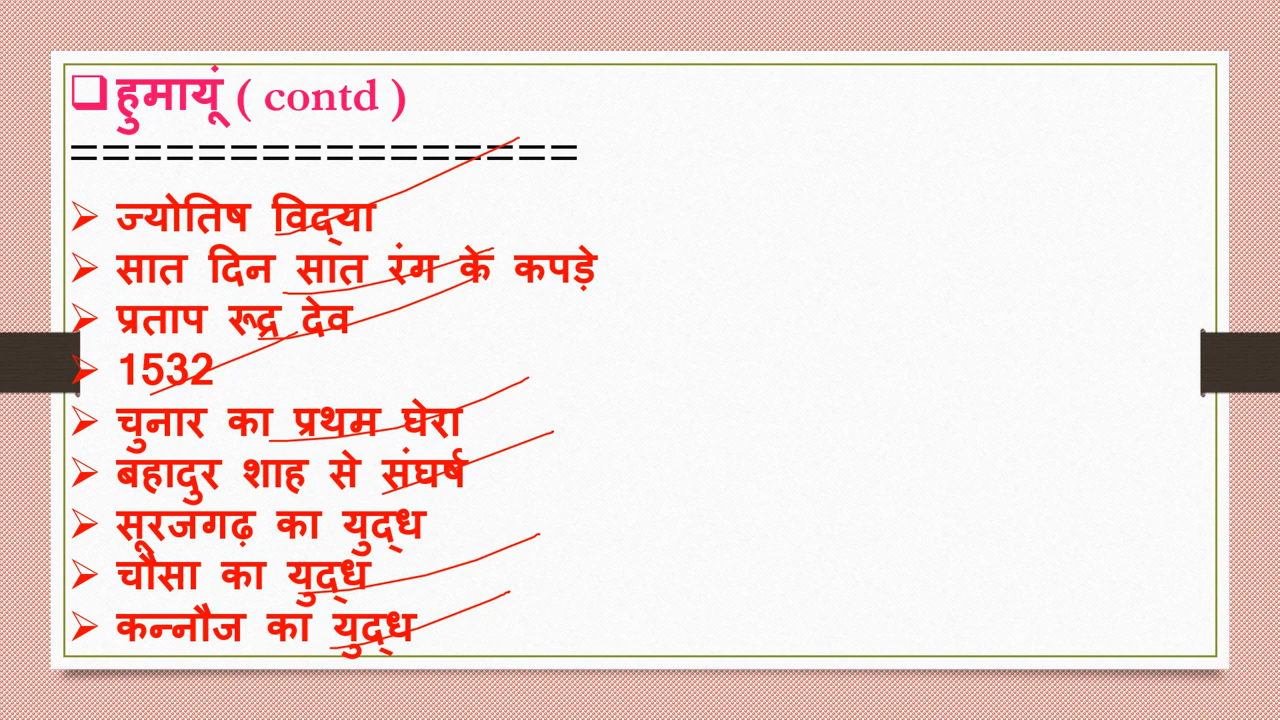 ❑हुमायूं ( contd )
================
➢ ज्योतिष विद्या
➢ सात दिन सात रंग के कपड़े
➢ प्रताप रूद्र देव
➢ 1532
➢ चुनार का प्रथम घेरा
➢ बहादुर शाह से संघर्ष
➢ सूरजगढ़ का युद्ध
➢ चौसा का युद्ध
➢ कन्नौज का युद्ध